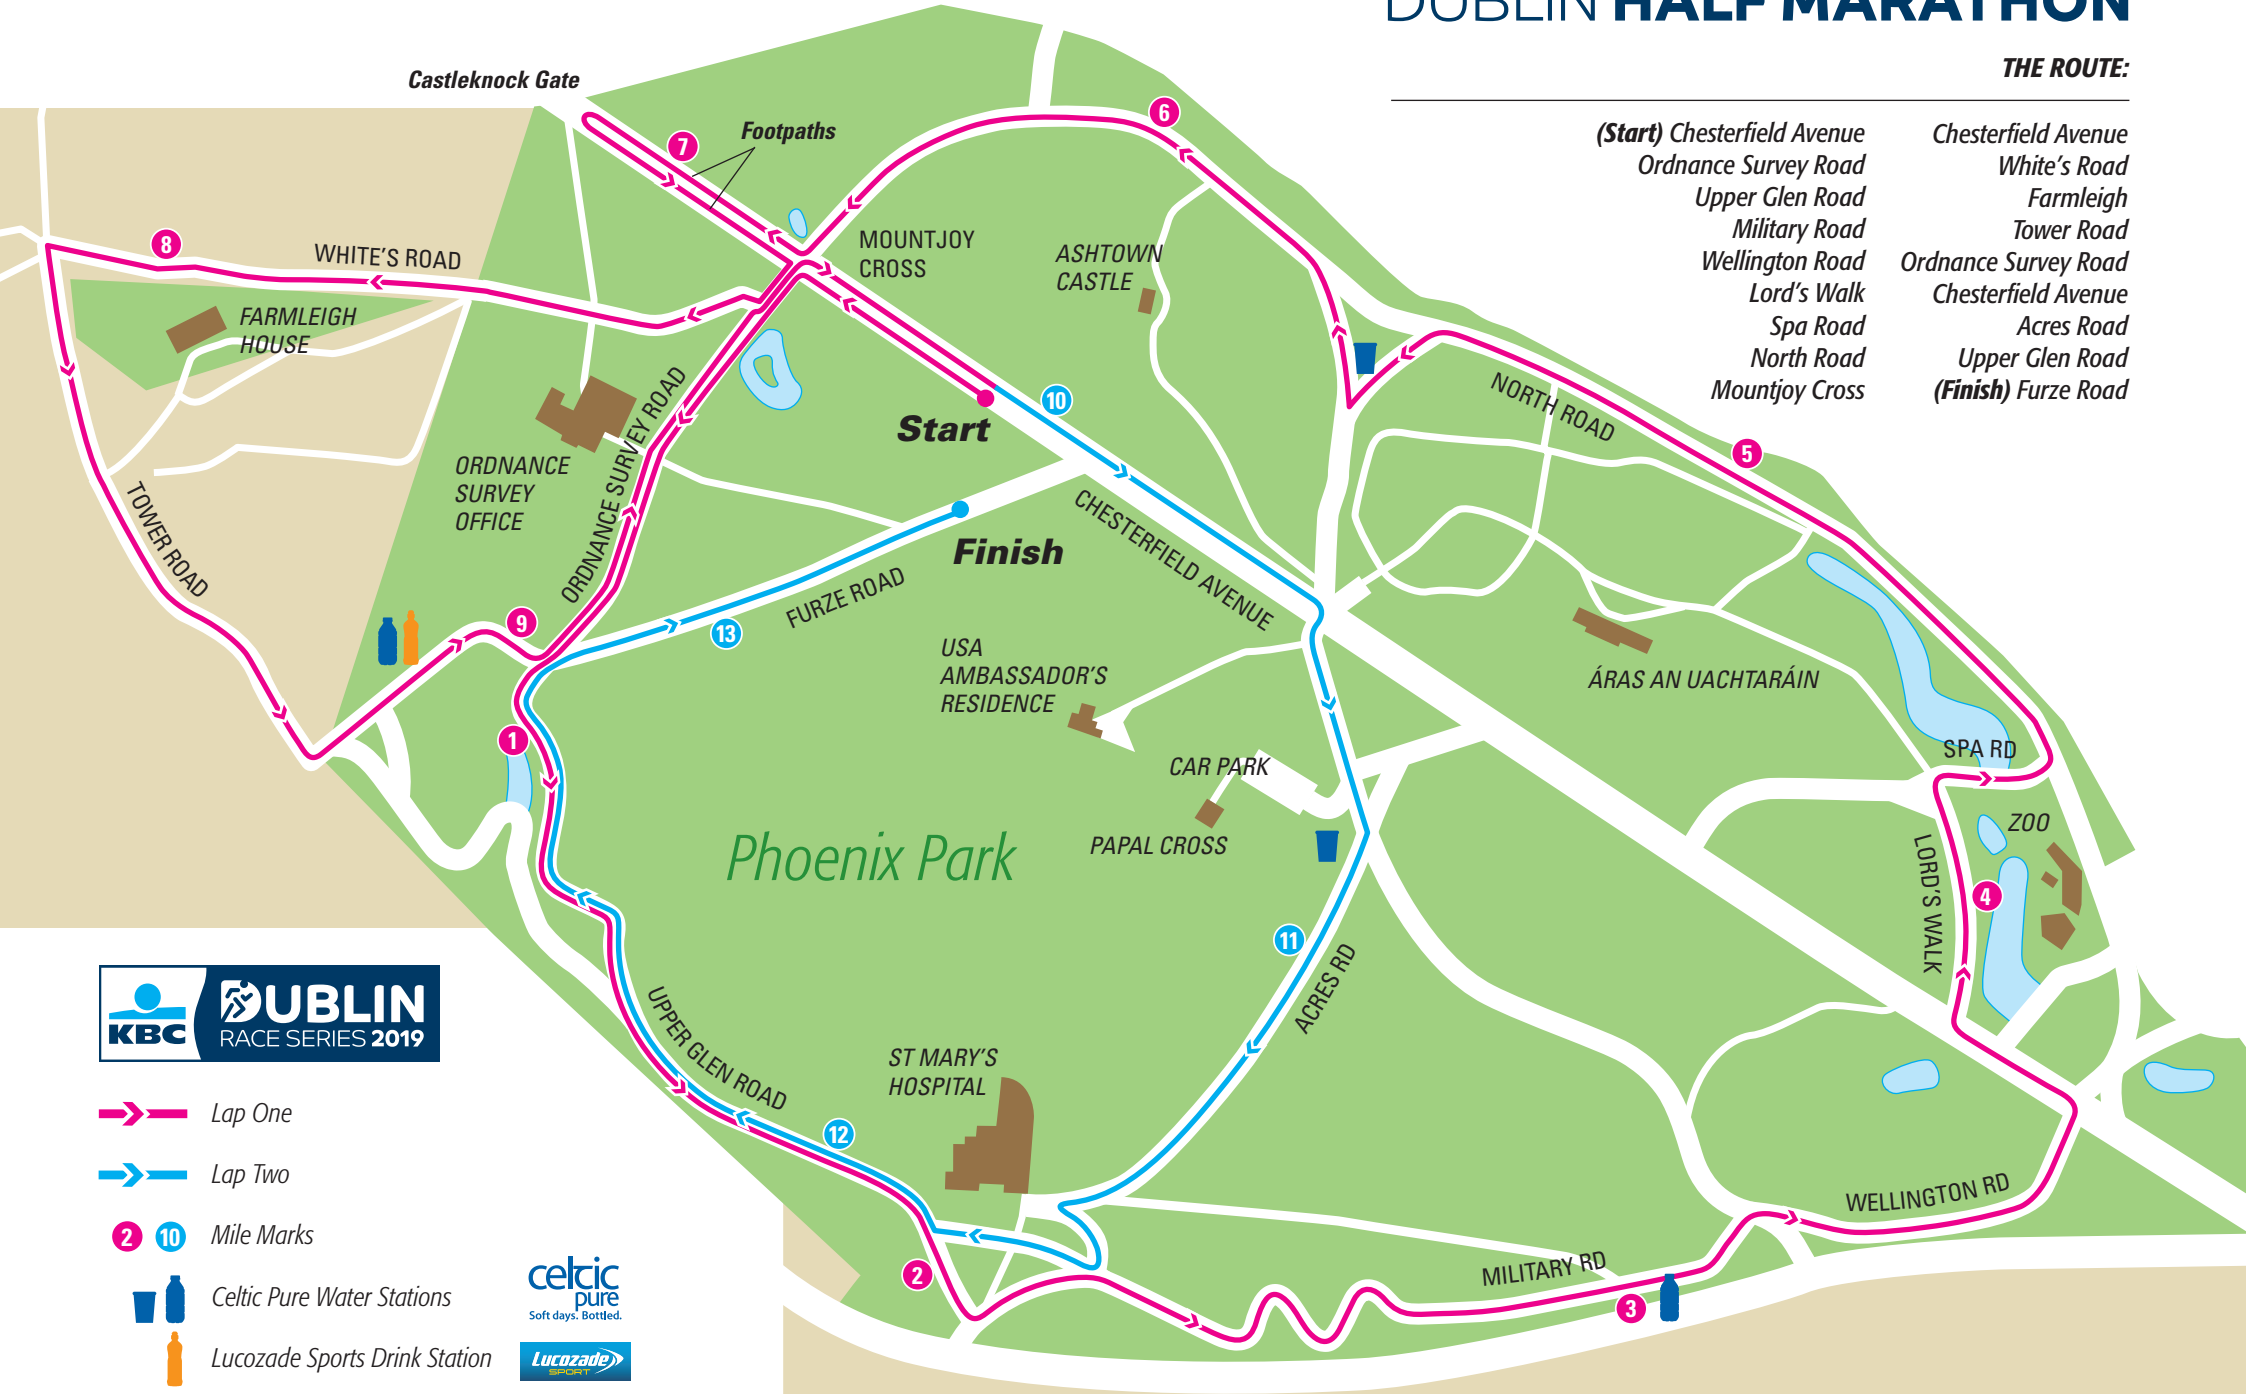 DUBLIN HALF MARATHON
THE ROUTE:
(Start) Chesterfield Avenue
Ordnance Survey Road
Upper Glen Road
Military Road
Wellington Road
Lord's Walk
Spa Road
North Road
Mountjoy Cross
Chesterfield Avenue
White's Road
Farmleigh
Tower Road
Ordnance Survey Road
Chesterfield Avenue
Acres Road
Upper Glen Road
(Finish) Furze Road
Castleknock Gate
Footpaths
7
6
8
WHITE'S ROAD
MOUNTJOY
CROSS
ASHTOWN
CASTLE
FARMLEIGH
HOUSE
ORDNANCE SURVEY ROAD
Start
10
NORTH ROAD
5
ORDNANCE
SURVEY
OFFICE
TOWER ROAD
CHESTERFIELD AVENUE
Finish
FURZE ROAD
9
13
USA
AMBASSADOR'S
RESIDENCE
ÁRAS AN UACHTARÁIN
1
SPA RD
CAR PARK
PAPAL CROSS
ZOO
LORD'S WALK
4
Phoenix Park
11
ACRES RD
UPPER GLEN ROAD
ST MARY'S
HOSPITAL
12
WELLINGTON RD
2
MILITARY RD
3
KBC
DUBLIN
RACE SERIES 2019
Lap One
Lap Two
2 10 Mile Marks
Celtic Pure Water Stations
celtic
pure
Soft days. Bottled.
Lucozade Sports Drink Station
Lucozade
SPORT